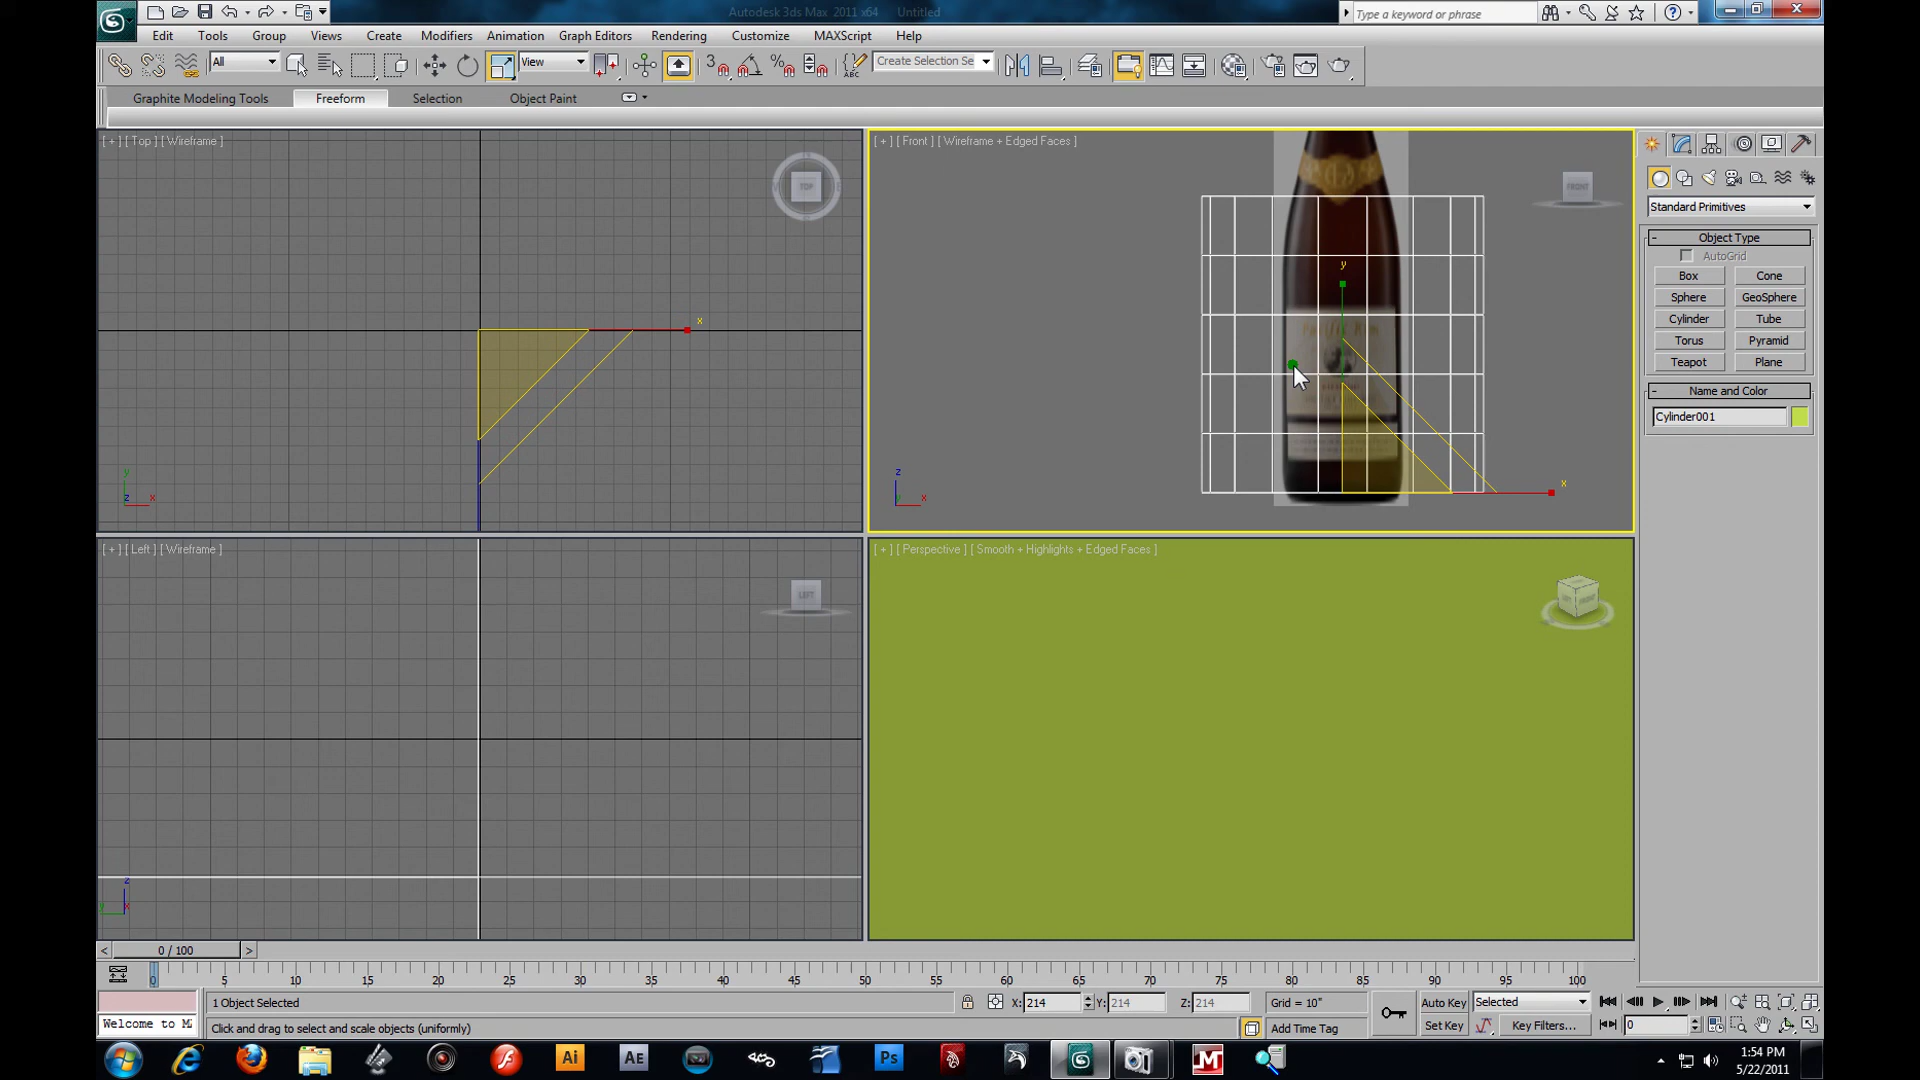 Autodesk 3ds Max 2011 x64 Untitled
Type a keyword or phrase
Edit Tools Group Views Create Modifiers Animation Graph Editors Rendering Customize MAXScript Help
All
View
3
%
ABC
Create Selection Se
Graphite Modeling Tools Freeform Selection Object Paint
[ + ] [ Top ] [ Wireframe ]
TOP
x
y
z x
[ + ] [ Front ] [ Wireframe + Edged Faces ]
FRONT
y
x
z
y x
[ + ] [ Left ] [ Wireframe ]
LEFT
z
y x
[ + ] [ Perspective ] [ Smooth + Highlights + Edged Faces ]
FRONT
Standard Primitives
- Object Type
AutoGrid
Box Cone
Sphere GeoSphere
Cylinder Tube
Torus Pyramid
Teapot Plane
- Name and Color
Cylinder001
< 0 / 100 >
0 5 10 15 20 25 30 35 40 45 50 55 60 65 70 75 80 85 90 95 100
1 Object Selected
X: 214 Y: 214 Z: 214
Grid = 10"
Auto Key Selected
Welcome to M
Click and drag to select and scale objects (uniformly)
Add Time Tag
Set Key Key Filters...
0
Ai AE Ps M
1:54 PM
5/22/2011